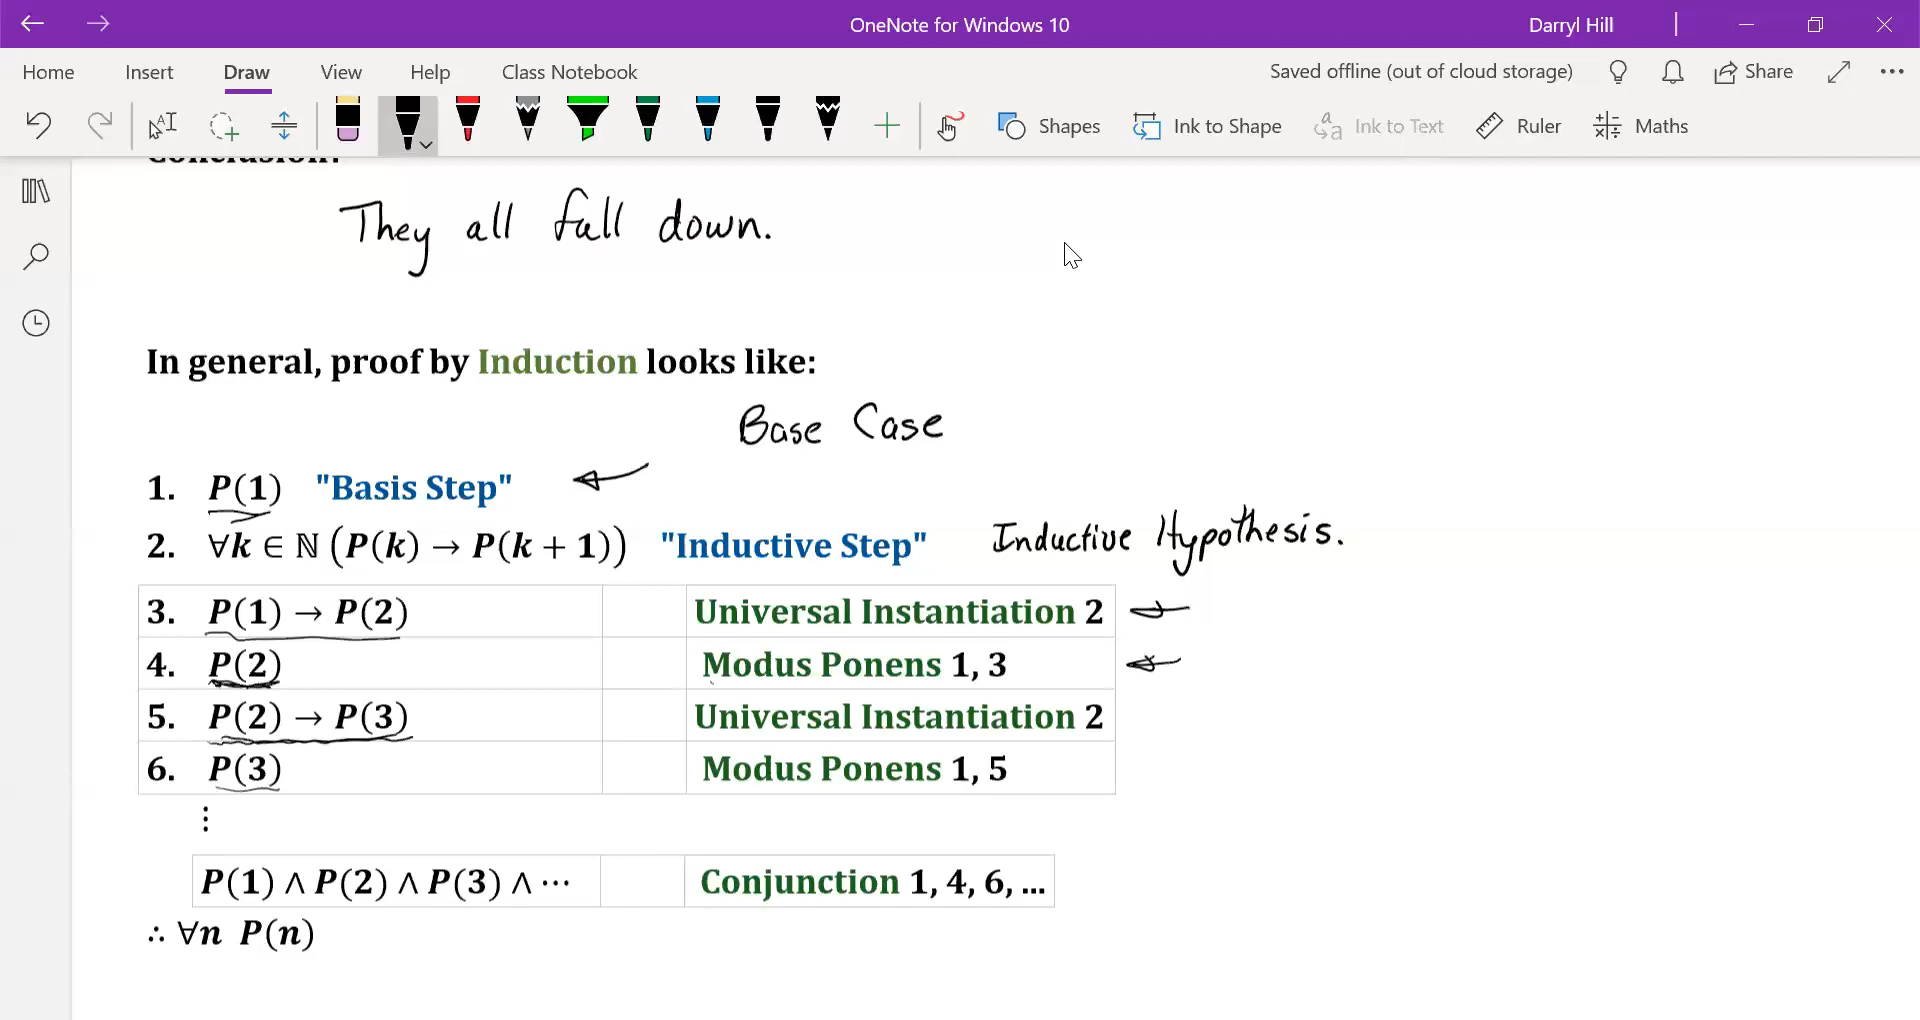 OneNote for Windows 10
Darryl Hill
Home Insert Draw View Help Class Notebook
Saved offline (out of cloud storage) Share
Shapes Ink to Shape Ink to Text Ruler Maths
Conclusion:
They all fall down.
In general, proof by Induction looks like:
Base Case
1. P(1) "Basis Step"
2. ∀k ∈ ℕ (P(k) → P(k + 1)) "Inductive Step" Inductive Hypothesis.
3. P(1) → P(2) Universal Instantiation 2
4. P(2) Modus Ponens 1, 3
5. P(2) → P(3) Universal Instantiation 2
6. P(3) Modus Ponens 1, 5
⋮
P(1) ∧ P(2) ∧ P(3) ∧ ⋯ Conjunction 1, 4, 6, ...
∴ ∀n P(n)